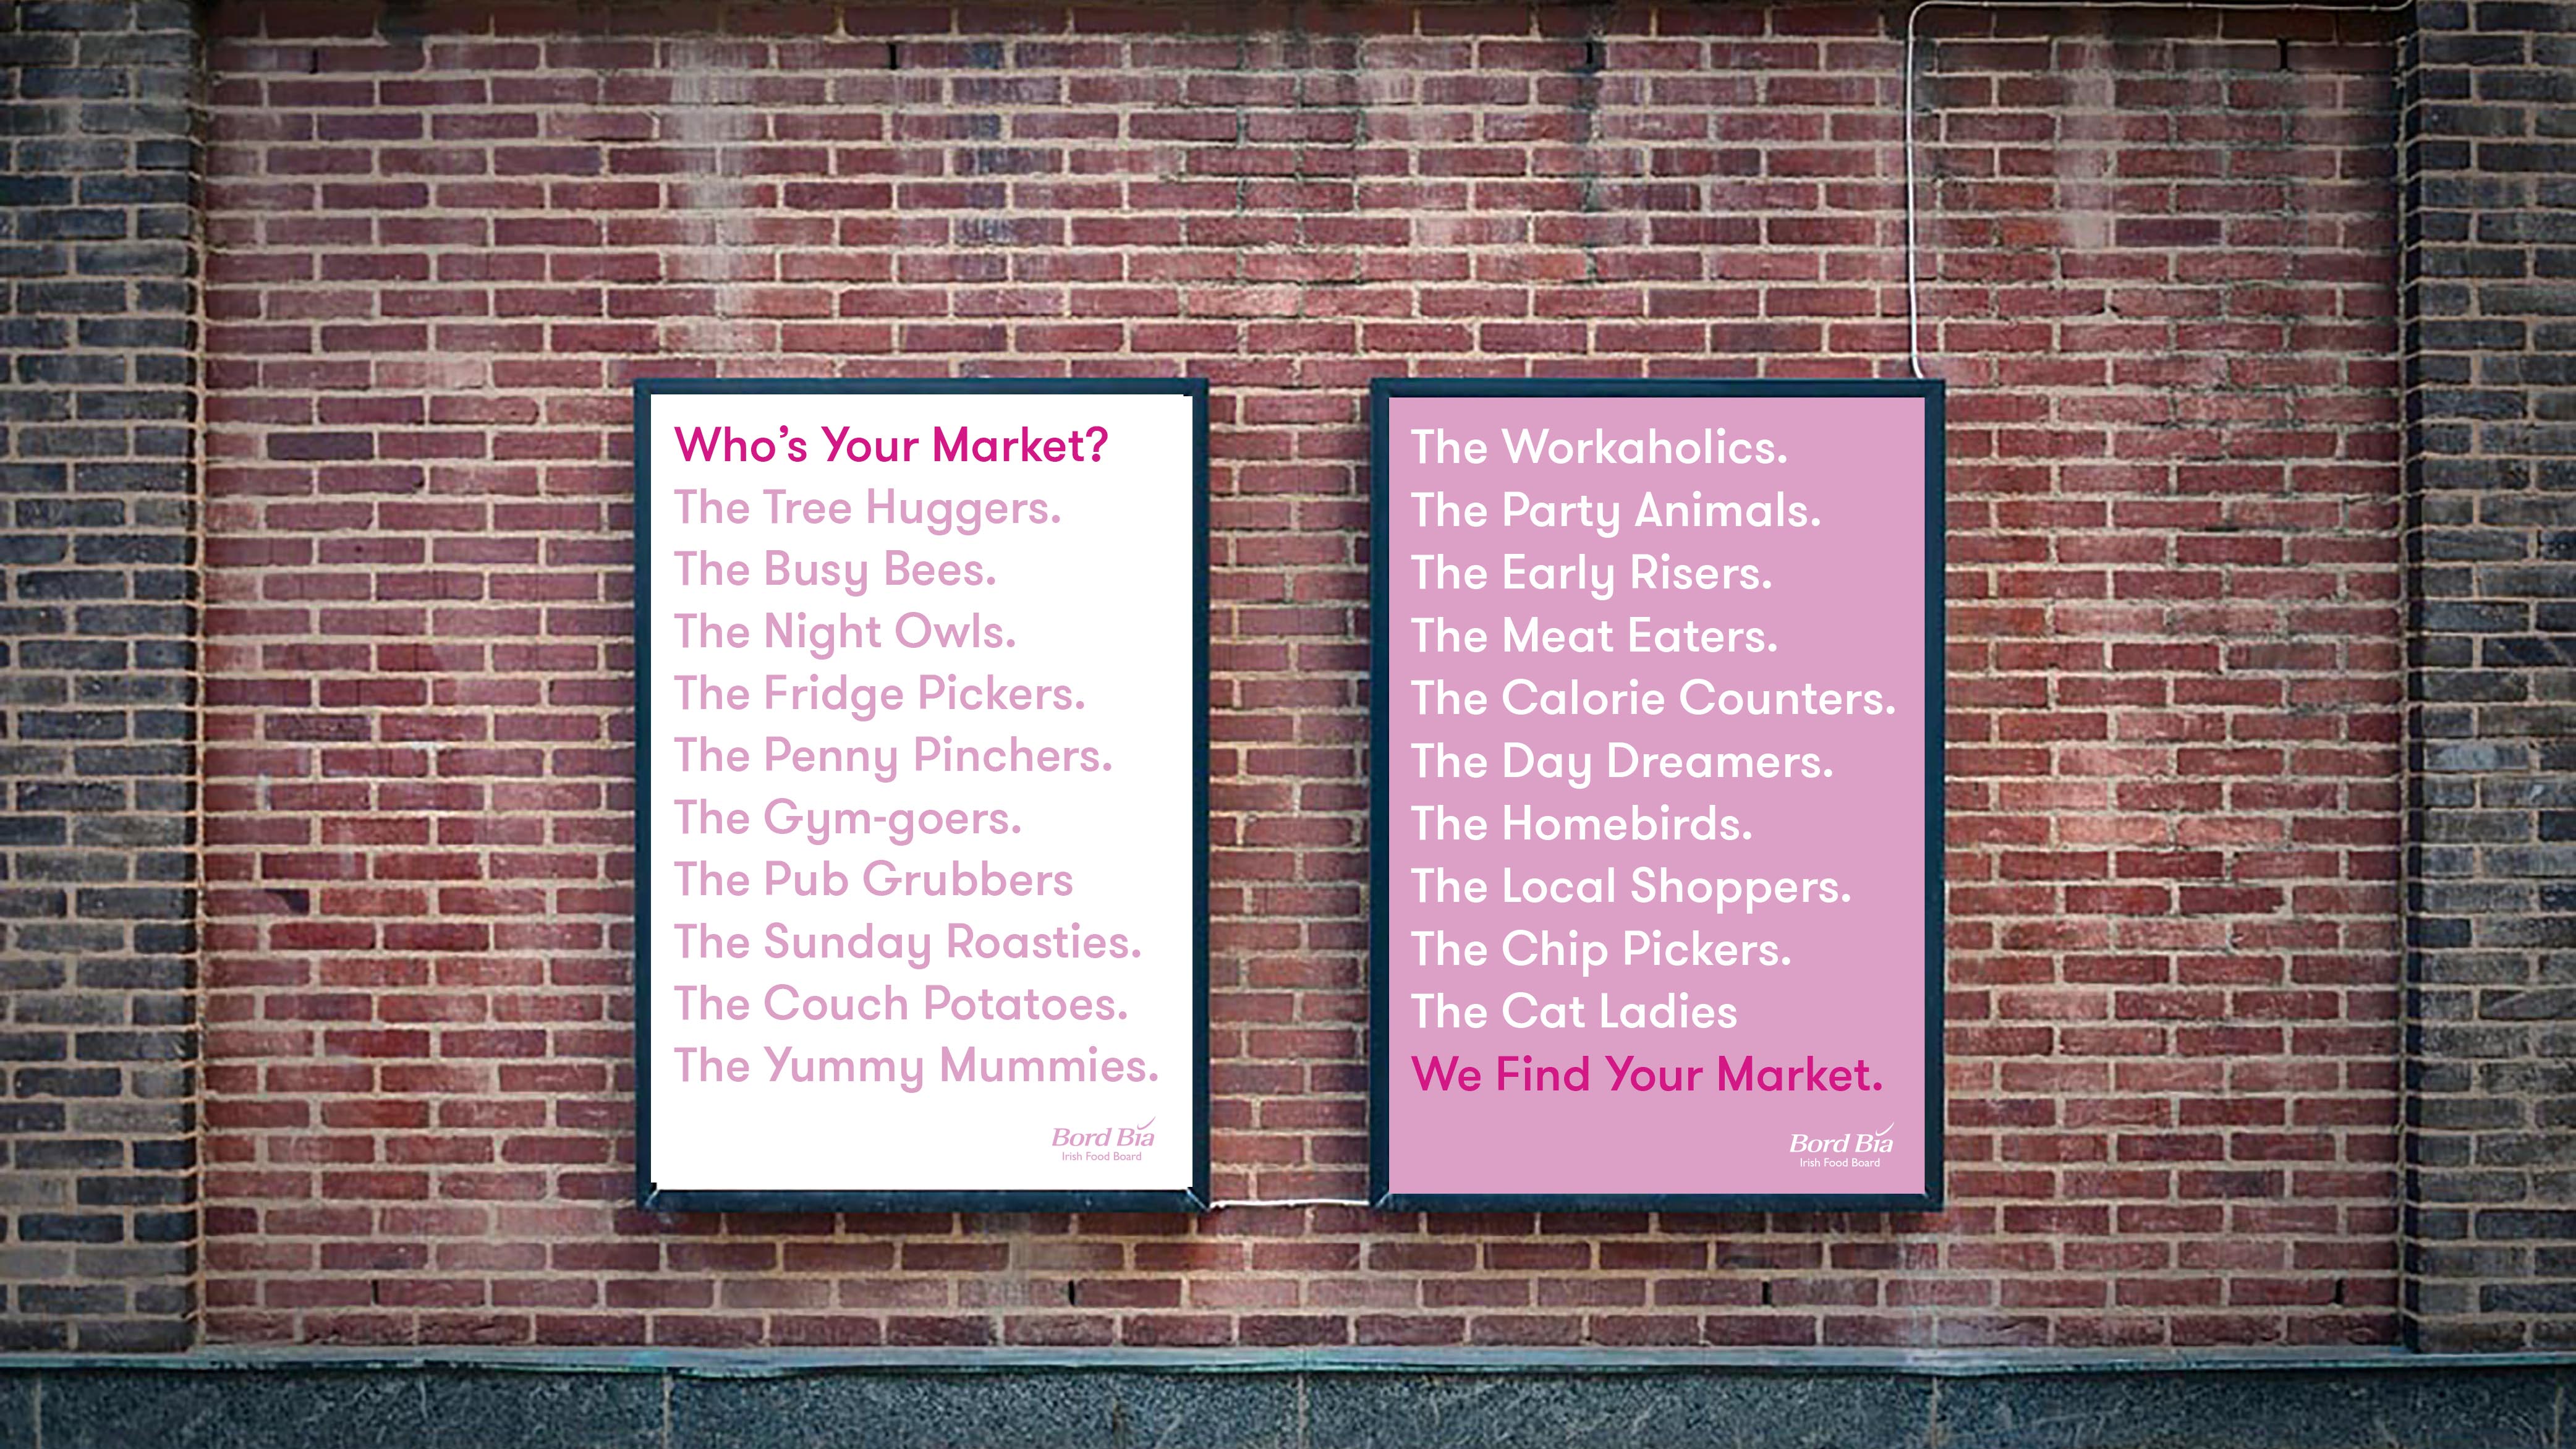 Who’s Your Market?
The Tree Huggers.
The Busy Bees.
The Night Owls.
The Fridge Pickers.
The Penny Pinchers.
The Gym-goers.
The Pub Grubbers
The Sunday Roasties.
The Couch Potatoes.
The Yummy Mummies.
Bord Bia
Irish Food Board
The Workaholics.
The Party Animals.
The Early Risers.
The Meat Eaters.
The Calorie Counters.
The Day Dreamers.
The Homebirds.
The Local Shoppers.
The Chip Pickers.
The Cat Ladies
We Find Your Market.
Bord Bia
Irish Food Board